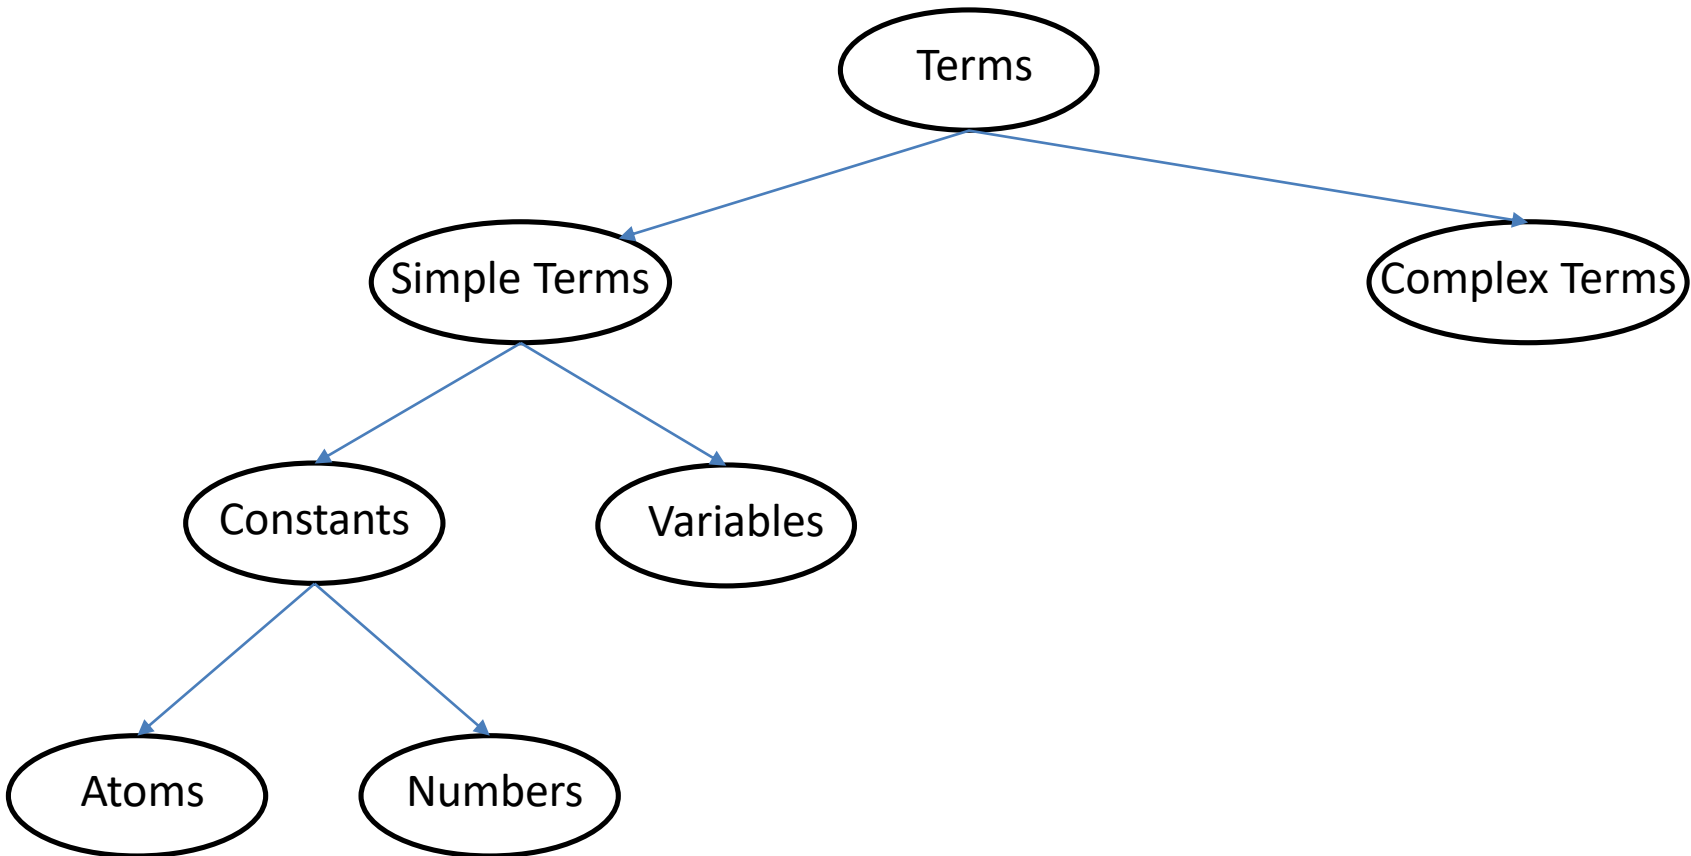 Terms
Simple Terms
Complex Terms
Constants
Variables
Atoms
Numbers